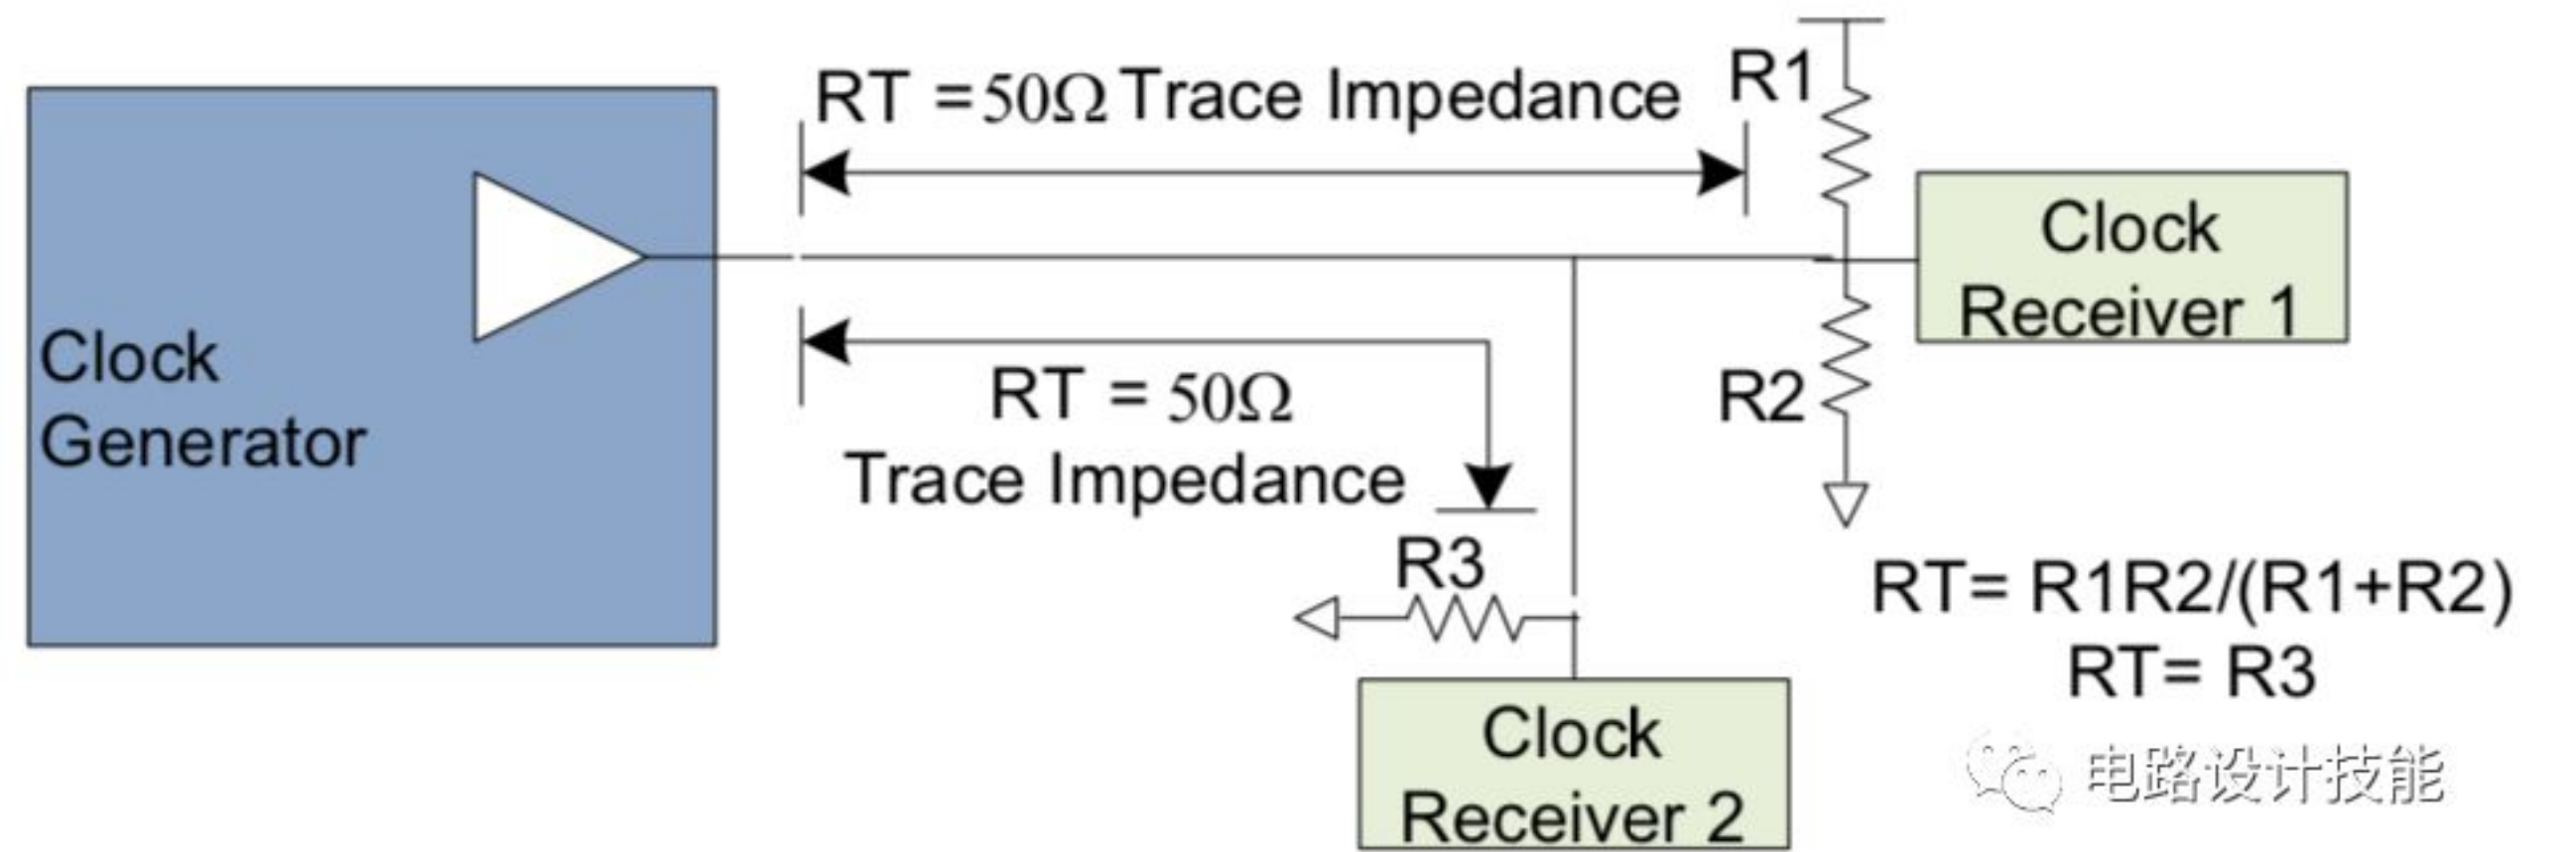 RT =50Ω Trace Impedance
R1
Clock
Receiver 1
Clock
Generator
RT = 50Ω
Trace Impedance
R2
R3
RT= R1R2/(R1+R2)
RT= R3
Clock
Receiver 2
电路设计技能